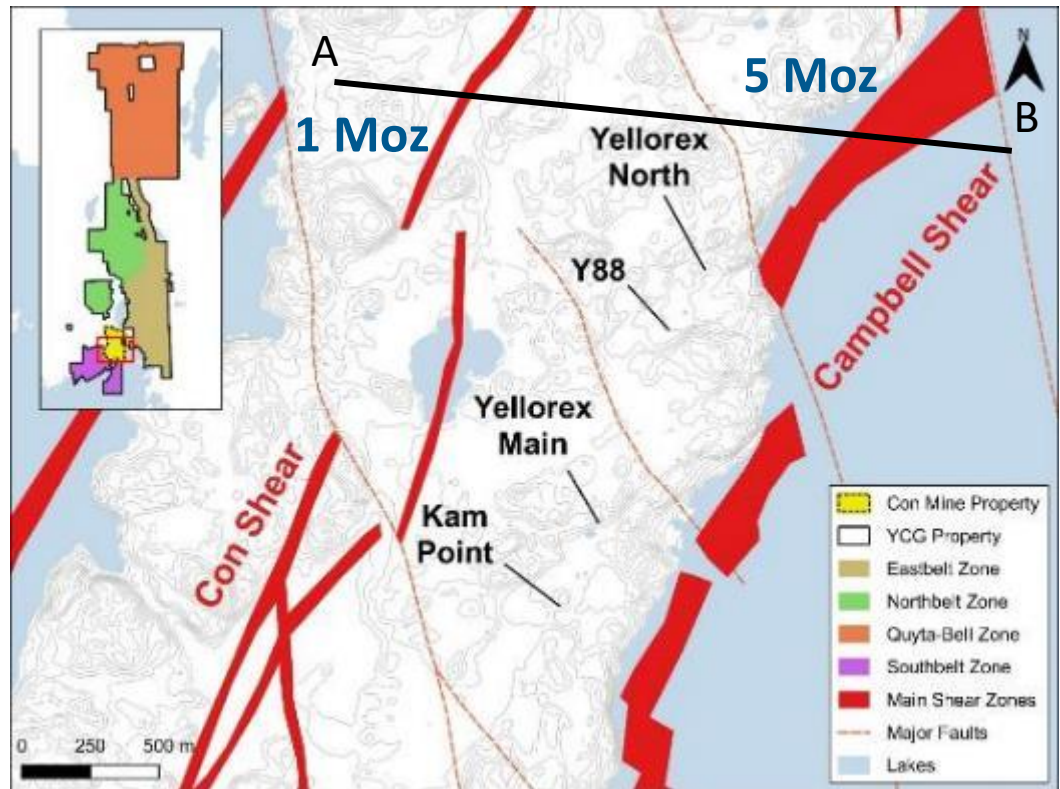 A
1 Moz
5 Moz
N
B
Yellorex
North
Y88
Campbell Shear
Yellorex
Main
Con Shear
Kam
Point
0 250 500 m
Con Mine Property
YCG Property
Eastbelt Zone
Northbelt Zone
Quyta-Bell Zone
Southbelt Zone
Main Shear Zones
Major Faults
Lakes